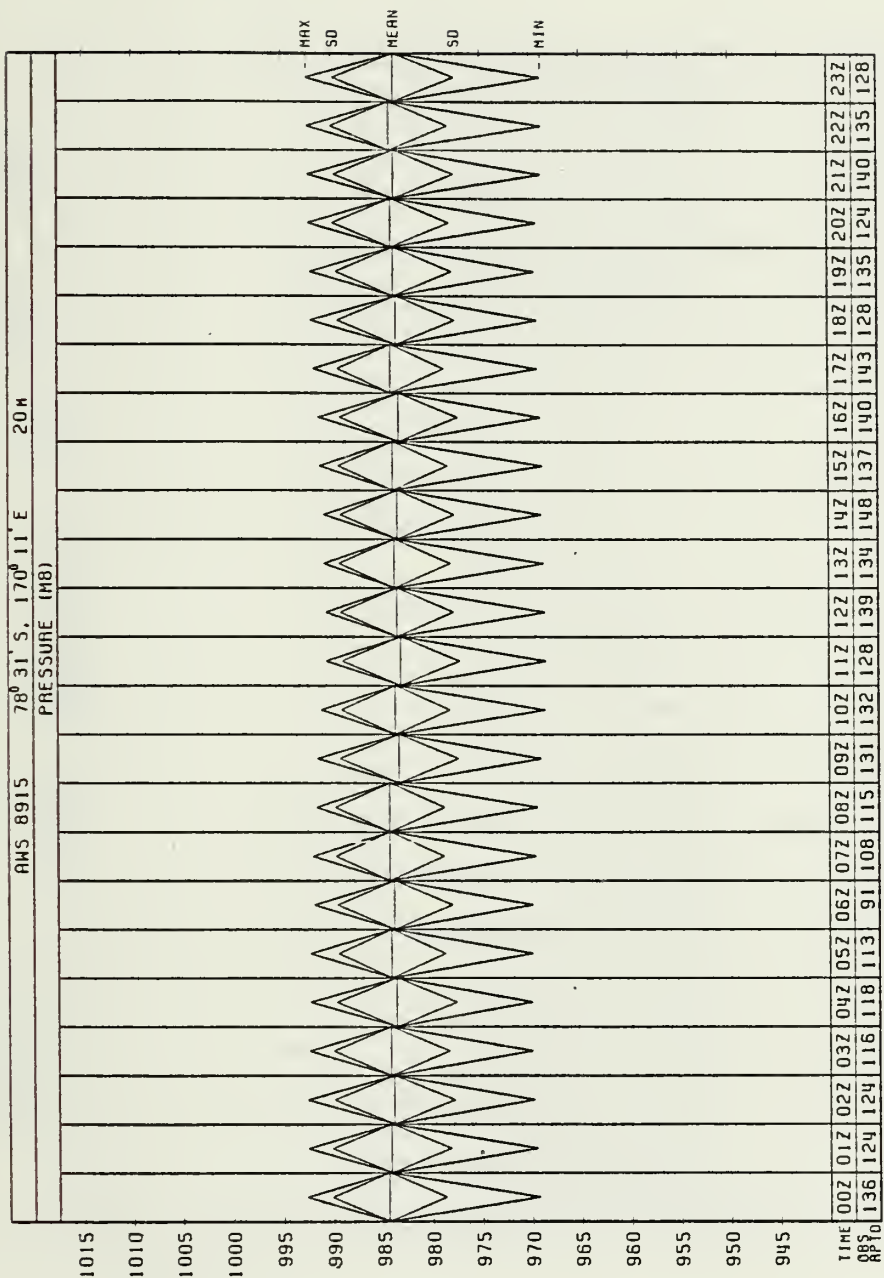 AWS 8915 78° 31' S, 170° 11' E 20M
PRESSURE (MB)
1015
1005
1000
995
990
985
980
975
970
965
960
955
950
945
MAX
SD
MEAN
SD
MIN
TIME 00Z 01Z 02Z 03Z 04Z 05Z 06Z 07Z 08Z 09Z 10Z 11Z 12Z 13Z 14Z 15Z 16Z 17Z 18Z 19Z 20Z 21Z 22Z 23Z
OBS 136 124 124 116 118 113 91 108 115 131 132 128 139 134 148 137 140 143 128 135 124 140 135 128
RPTD